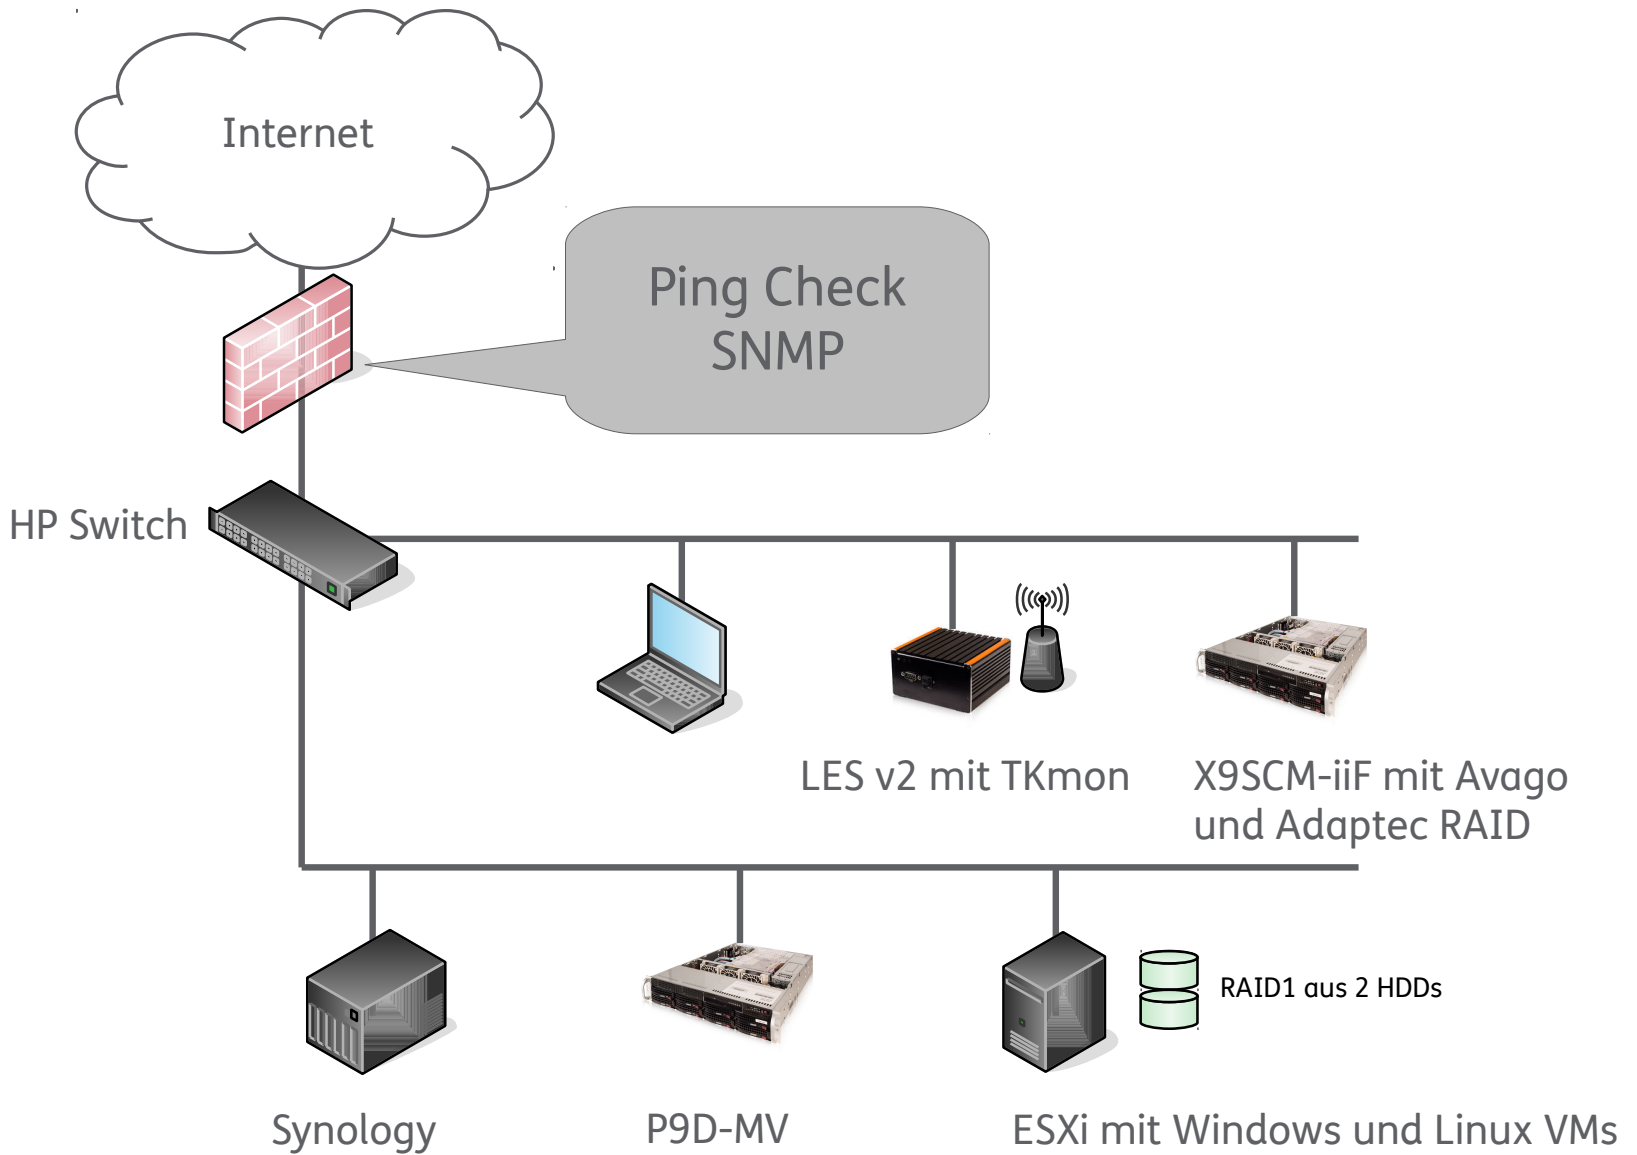 Internet
Ping Check
SNMP
HP Switch
LES v2 mit TKmon
X9SCM-iiF mit Avago
und Adaptec RAID
RAID1 aus 2 HDDs
Synology
P9D-MV
ESXi mit Windows und Linux VMs